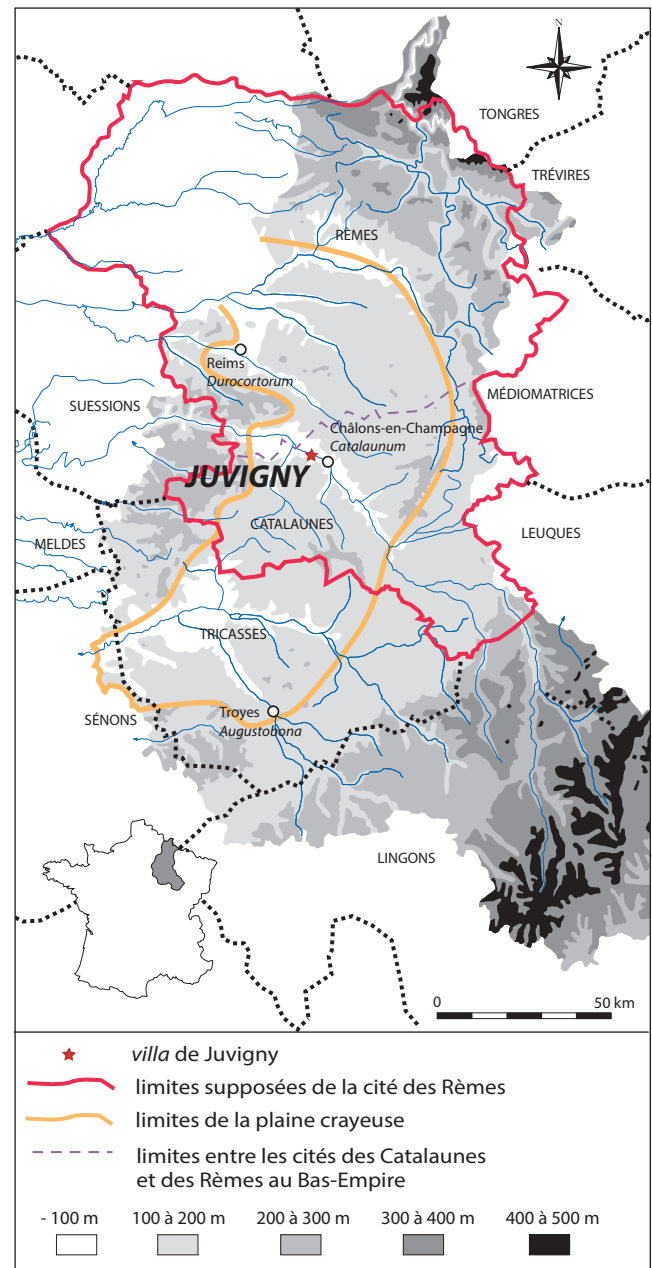 N
TONGRES
TRÉVIRES
RÈMES
Reims
Durocortorum
MÉDIOMATRICES
SUESSIONS
Châlons-en-Champagne
Catalaunum
JUVIGNY
CATALAUNES
LEUQUES
MELDES
TRICASSES
SÉNONS
Troyes
Augustobona
LINGONS
0 50 km
villa de Juvigny
limites supposées de la cité des Rèmes
limites de la plaine crayeuse
limites entre les cités des Catalaunes
et des Rèmes au Bas-Empire
- 100 m 100 à 200 m 200 à 300 m 300 à 400 m 400 à 500 m